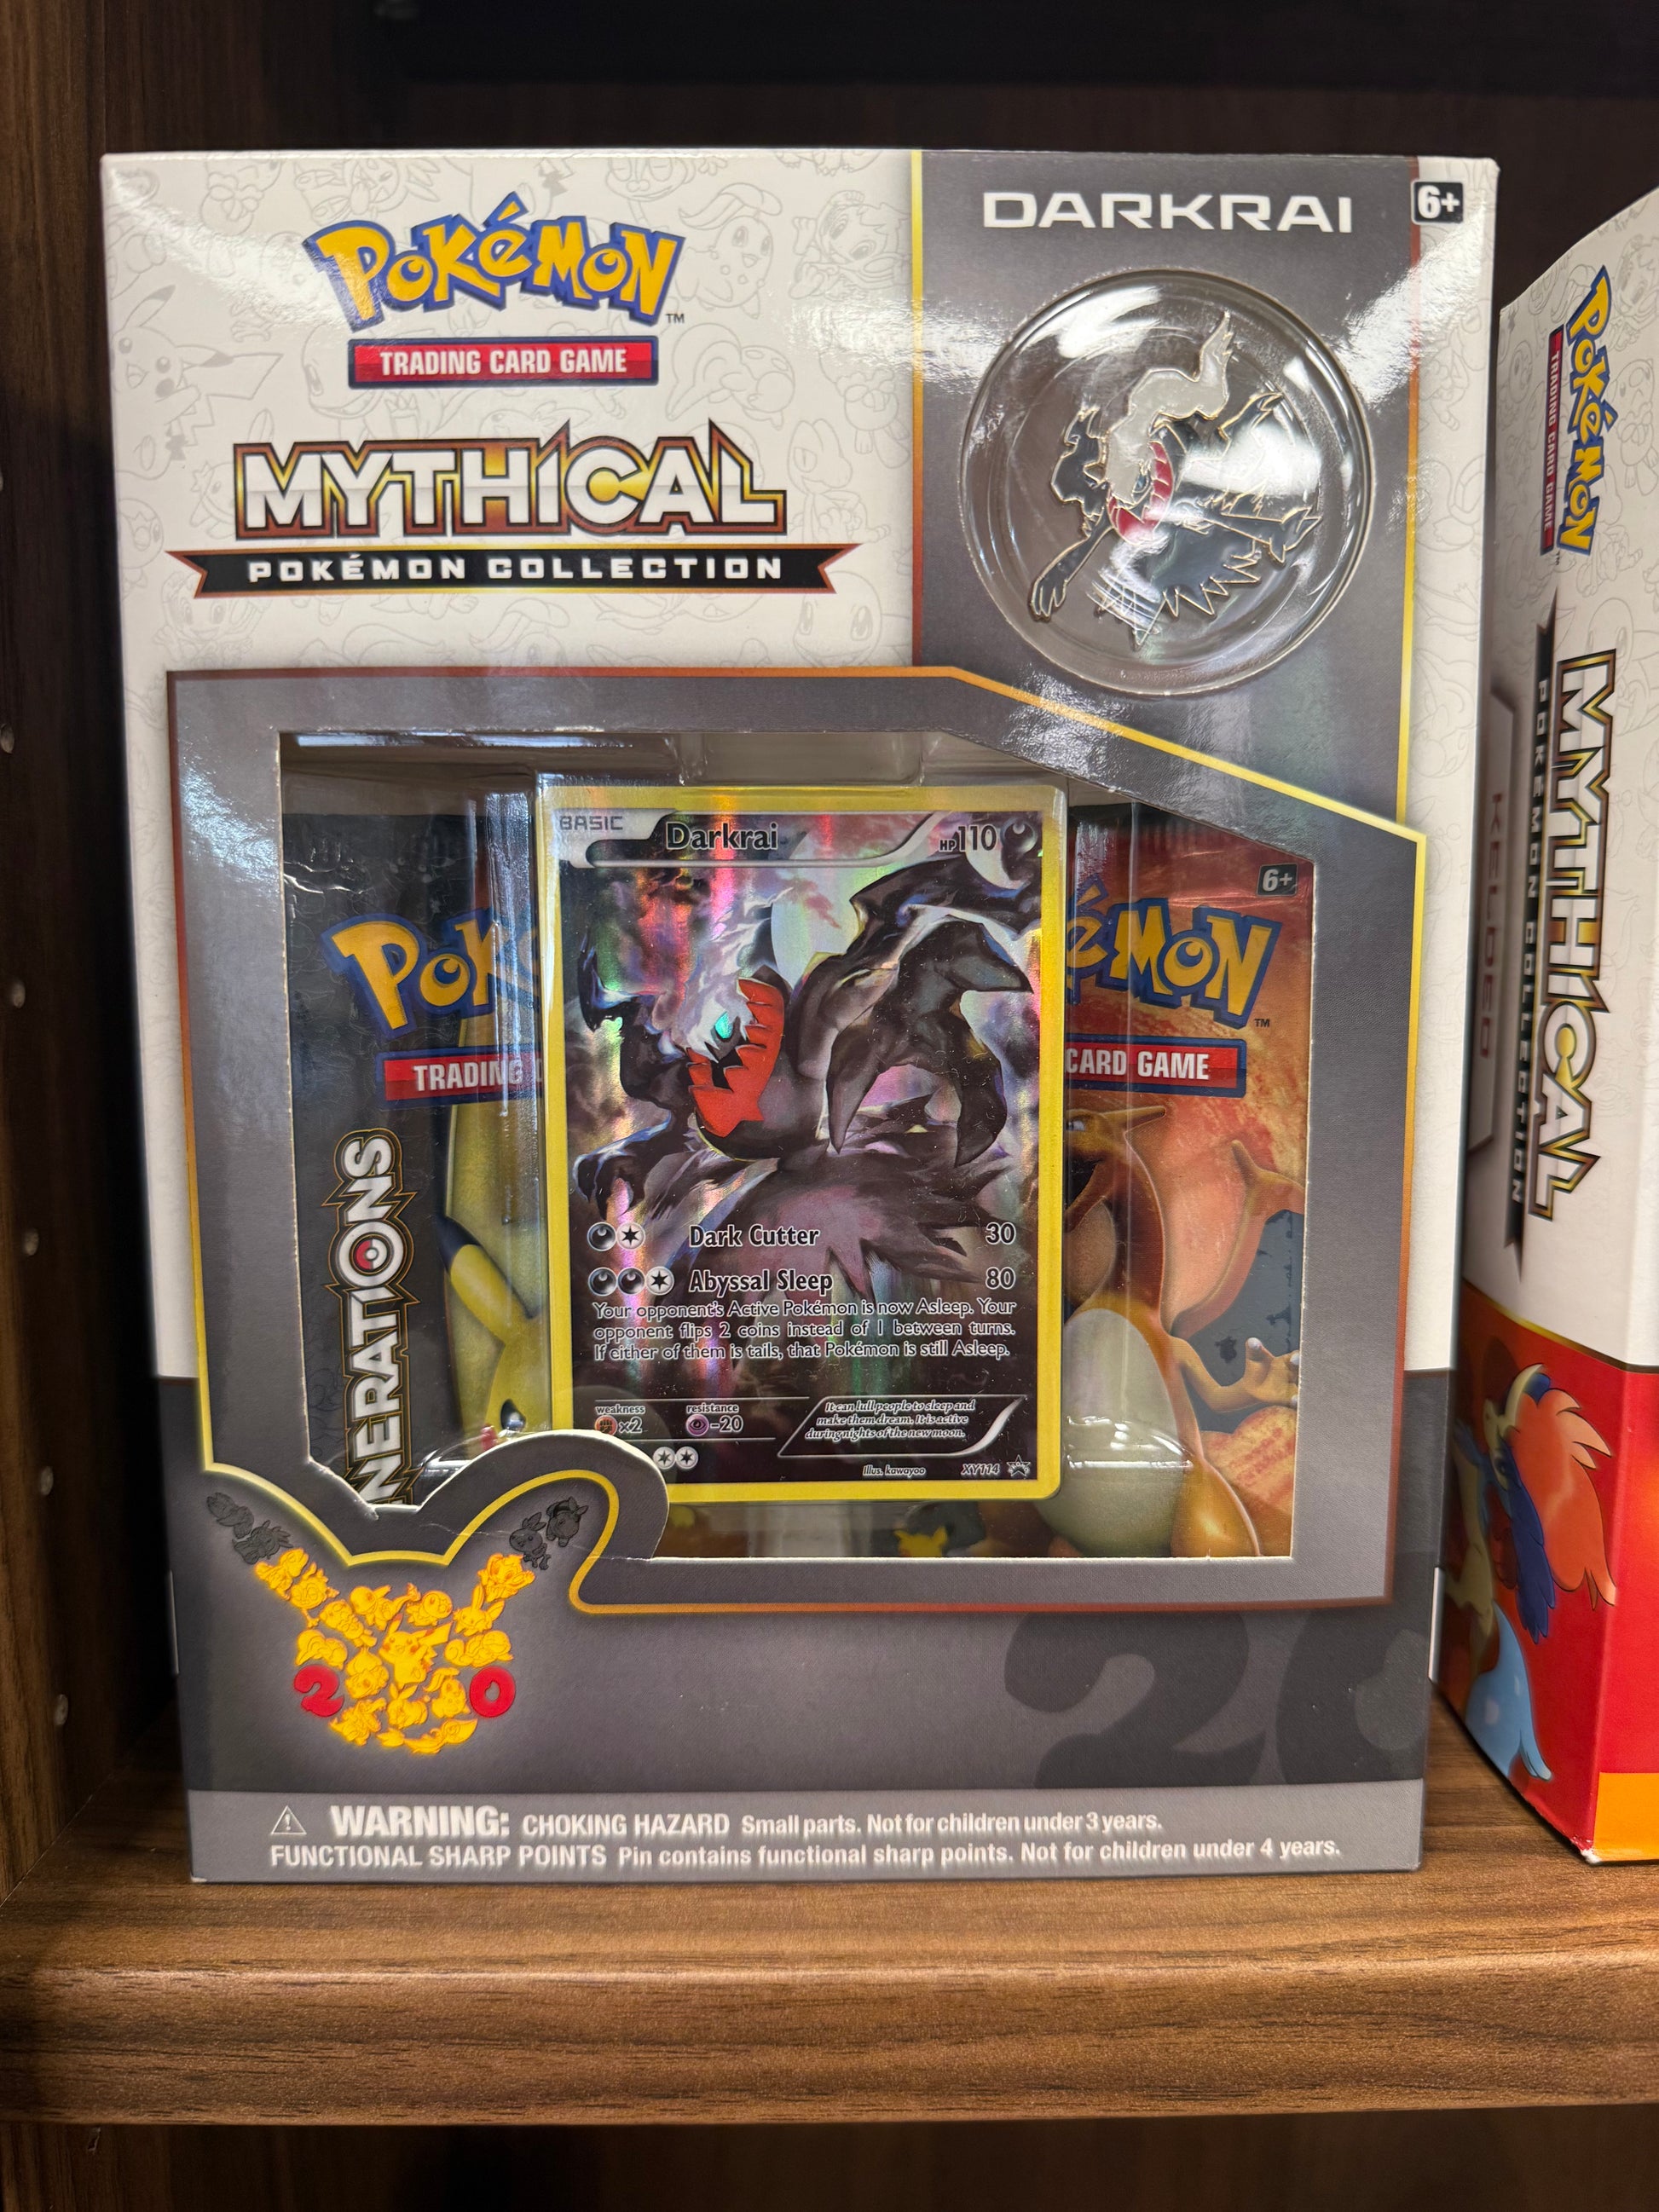 POKÉMON™
TRADING CARD GAME
MYTHICAL
POKÉMON COLLECTION
DARKRAI
6+
BASIC Darkrai HP110
Dark Cutter 30
Abyssal Sleep 80
Your opponent's Active Pokémon is now Asleep. Your
opponent flips 2 coins instead of 1 between turns.
If either of them is tails, that Pokémon is still Asleep.
weakness
×2
resistance
-20
It can lull people to sleep and
make them dream. It is active
during nights of the new moon.
Illus. kawayoo XY114
POK
TRADING
NERATIONS
6+
éMON™
CARD GAME
20
20
WARNING: CHOKING HAZARD Small parts. Not for children under 3 years.
FUNCTIONAL SHARP POINTS Pin contains functional sharp points. Not for children under 4 years.
POKÉMON
TRADING CARD GAME
MYTHICAL
POKÉMON COLLECTION
KELDEO